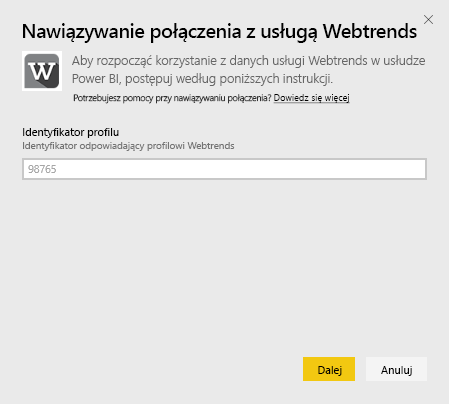 Nawiązywanie połączenia z usługą Webtrends
W
Aby rozpocząć korzystanie z danych usługi Webtrends w usłudze
Power BI, postępuj według poniższych instrukcji.
Potrzebujesz pomocy przy nawiązywaniu połączenia? Dowiedz się więcej
Identyfikator profilu
Identyfikator odpowiadający profilowi Webtrends
98765
Dalej Anuluj